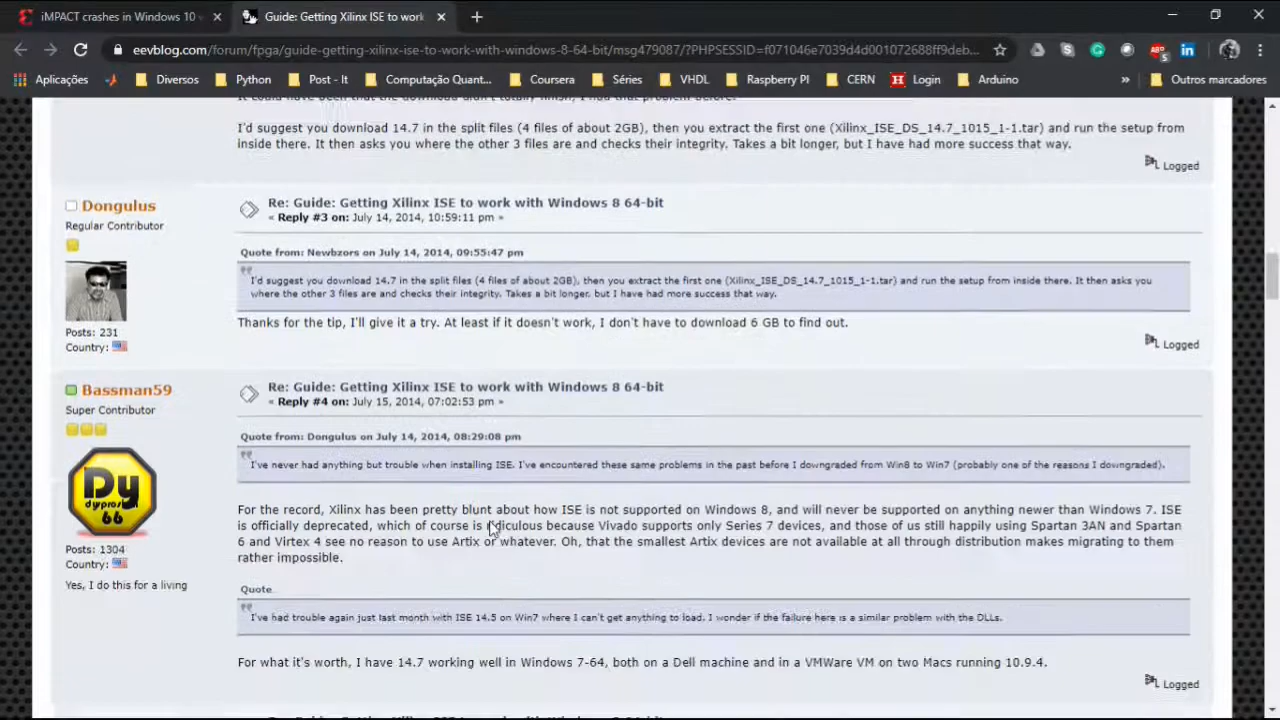 iMPACT crashes in Windows 10
Guide: Getting Xilinx ISE to work
eevblog.com/forum/fpga/guide-getting-xilinx-ise-to-work-with-windows-8-64-bit/msg479087/?PHPSESSID=f071046e7039d4d001072688ff9deb...
Aplicações Diversos Python Post - It Computação Quant... Coursera Séries VHDL Raspberry PI CERN Login Arduino » Outros marcadores
I'd suggest you download 14.7 in the split files (4 files of about 2GB), then you extract the first one (Xilinx_ISE_DS_14.7_1015_1-1.tar) and run the setup from
inside there. It then asks you where the other 3 files are and checks their integrity. Takes a bit longer, but I have had more success that way.
Logged
Dongulus
Regular Contributor
Posts: 231
Country:
Re: Guide: Getting Xilinx ISE to work with Windows 8 64-bit
« Reply #3 on: July 14, 2014, 10:59:11 pm »
Quote from: Newbzors on July 14, 2014, 09:55:47 pm
I'd suggest you download 14.7 in the split files (4 files of about 2GB), then you extract the first one (Xilinx_ISE_DS_14.7_1015_1-1.tar) and run the setup from inside there. It then asks you
where the other 3 files are and checks their integrity. Takes a bit longer, but I have had more success that way.
Thanks for the tip, I'll give it a try. At least if it doesn't work, I don't have to download 6 GB to find out.
Logged
Bassman59
Super Contributor
Dy
66
Posts: 1304
Country:
Yes, I do this for a living
Re: Guide: Getting Xilinx ISE to work with Windows 8 64-bit
« Reply #4 on: July 15, 2014, 07:02:53 pm »
Quote from: Dongulus on July 14, 2014, 08:29:08 pm
I've never had anything but trouble when installing ISE. I've encountered these same problems in the past before I downgraded from Win8 to Win7 (probably one of the reasons I downgraded).
For the record, Xilinx has been pretty blunt about how ISE is not supported on Windows 8, and will never be supported on anything newer than Windows 7. ISE
is officially deprecated, which of course is ridiculous because Vivado supports only Series 7 devices, and those of us still happily using Spartan 3AN and Spartan
6 and Virtex 4 see no reason to use Artix or whatever. Oh, that the smallest Artix devices are not available at all through distribution makes migrating to them
rather impossible.
Quote
I've had trouble again just last month with ISE 14.5 on Win7 where I can't get anything to load. I wonder if the failure here is a similar problem with the DLLs.
For what it's worth, I have 14.7 working well in Windows 7-64, both on a Dell machine and in a VMWare VM on two Macs running 10.9.4.
Logged